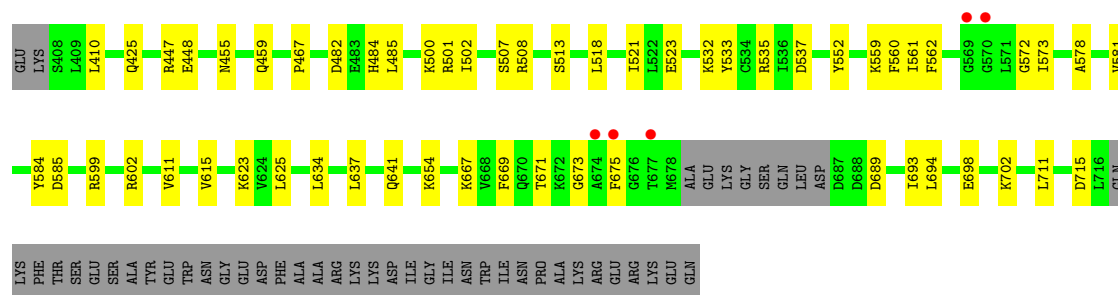 GLU LYS S408 L409 L410 Q425 R447 E448 N455 Q459 P467 D482 E483 H484 L485 K500 R501 I502 S507 R508 S513 L518 I521 L522 E523 K532 Y533 C534 R535 I536 D537 Y552 K559 F560 I561 F562 G569 G570 L571 G572 I573 A578 V581
Y584 D585 R599 R602 V611 V615 K623 V624 L625 L634 L637 Q641 K654 K667 V668 F669 Q670 T671 K672 G673 A674 F675 G676 T677 M678 ALA GLU LYS GLY SER GLN LEU ASP D687 D688 D689 I693 L694 E698 K702 L711 D715 L716 GLN
LYS PHE THR SER GLU SER ALA TYR GLU TRP ASN GLY GLU ASP PHE ALA ALA ARG LYS LYS ASP ILE GLY ILE ASN TRP ILE ASN PRO ALA LYS ARG GLU ARG LYS GLU GLN